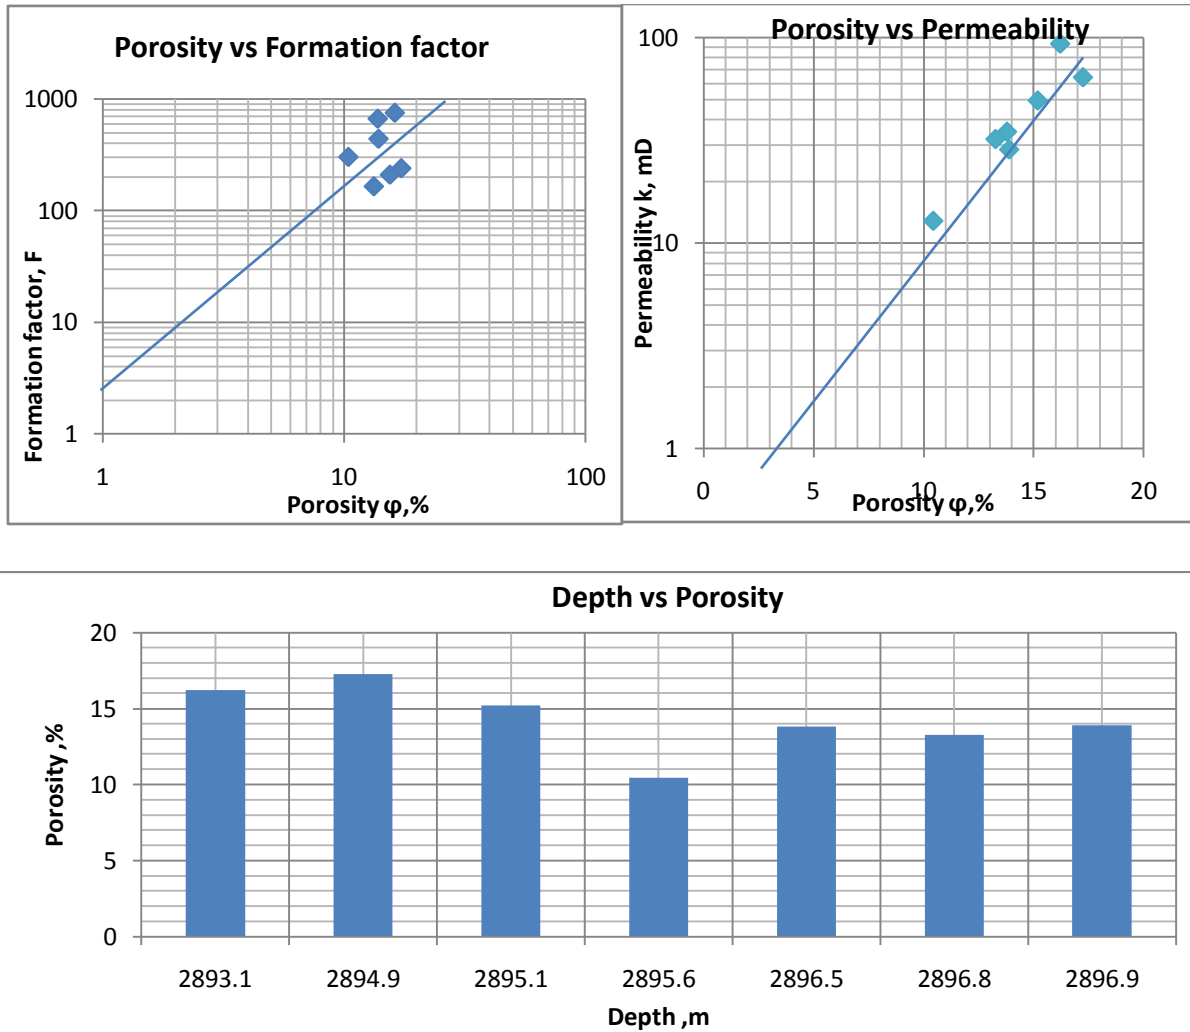 Porosity vs Formation factor
1000
100
10
1
1 10 100
Formation factor, F
Porosity φ,%
Porosity vs Permeability
100
10
1
0 5 10 15 20
Permeability k, mD
Porosity φ,%
Depth vs Porosity
20
15
10
5
0
Porosity ,%
2893.1 2894.9 2895.1 2895.6 2896.5 2896.8 2896.9
Depth ,m